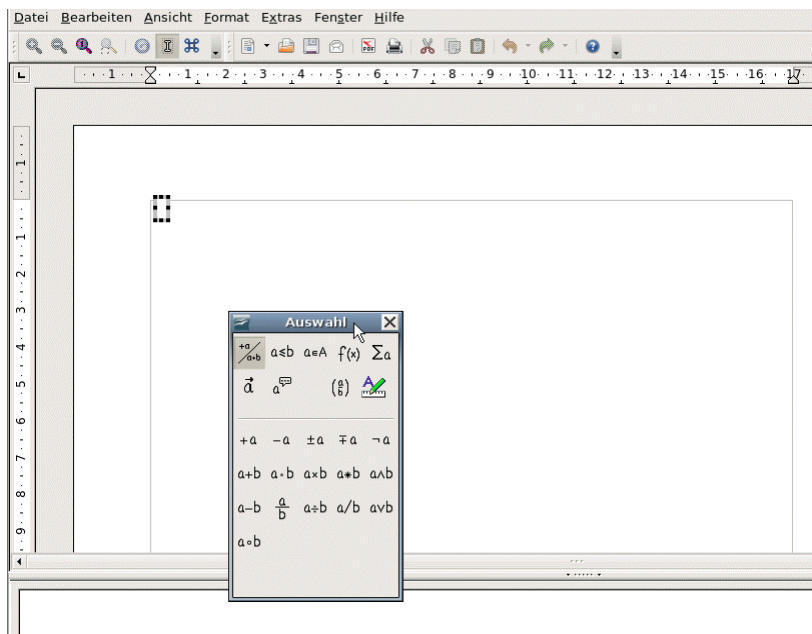 Datei Bearbeiten Ansicht Format Extras Fenster Hilfe
1 1 2 3 4 5 6 7 8 9 10 11 12 13 14 15 16 17
1
1
2
3
4
5
6
7
8
9
Auswahl
+a/a∘b a≤b a∈A f(x) Σa
a⃗ a (a b)
+a −a ±a ∓a ¬a
a+b a·b a×b a∗b a∧b
a−b a/b a÷b a/b a∨b
a∘b